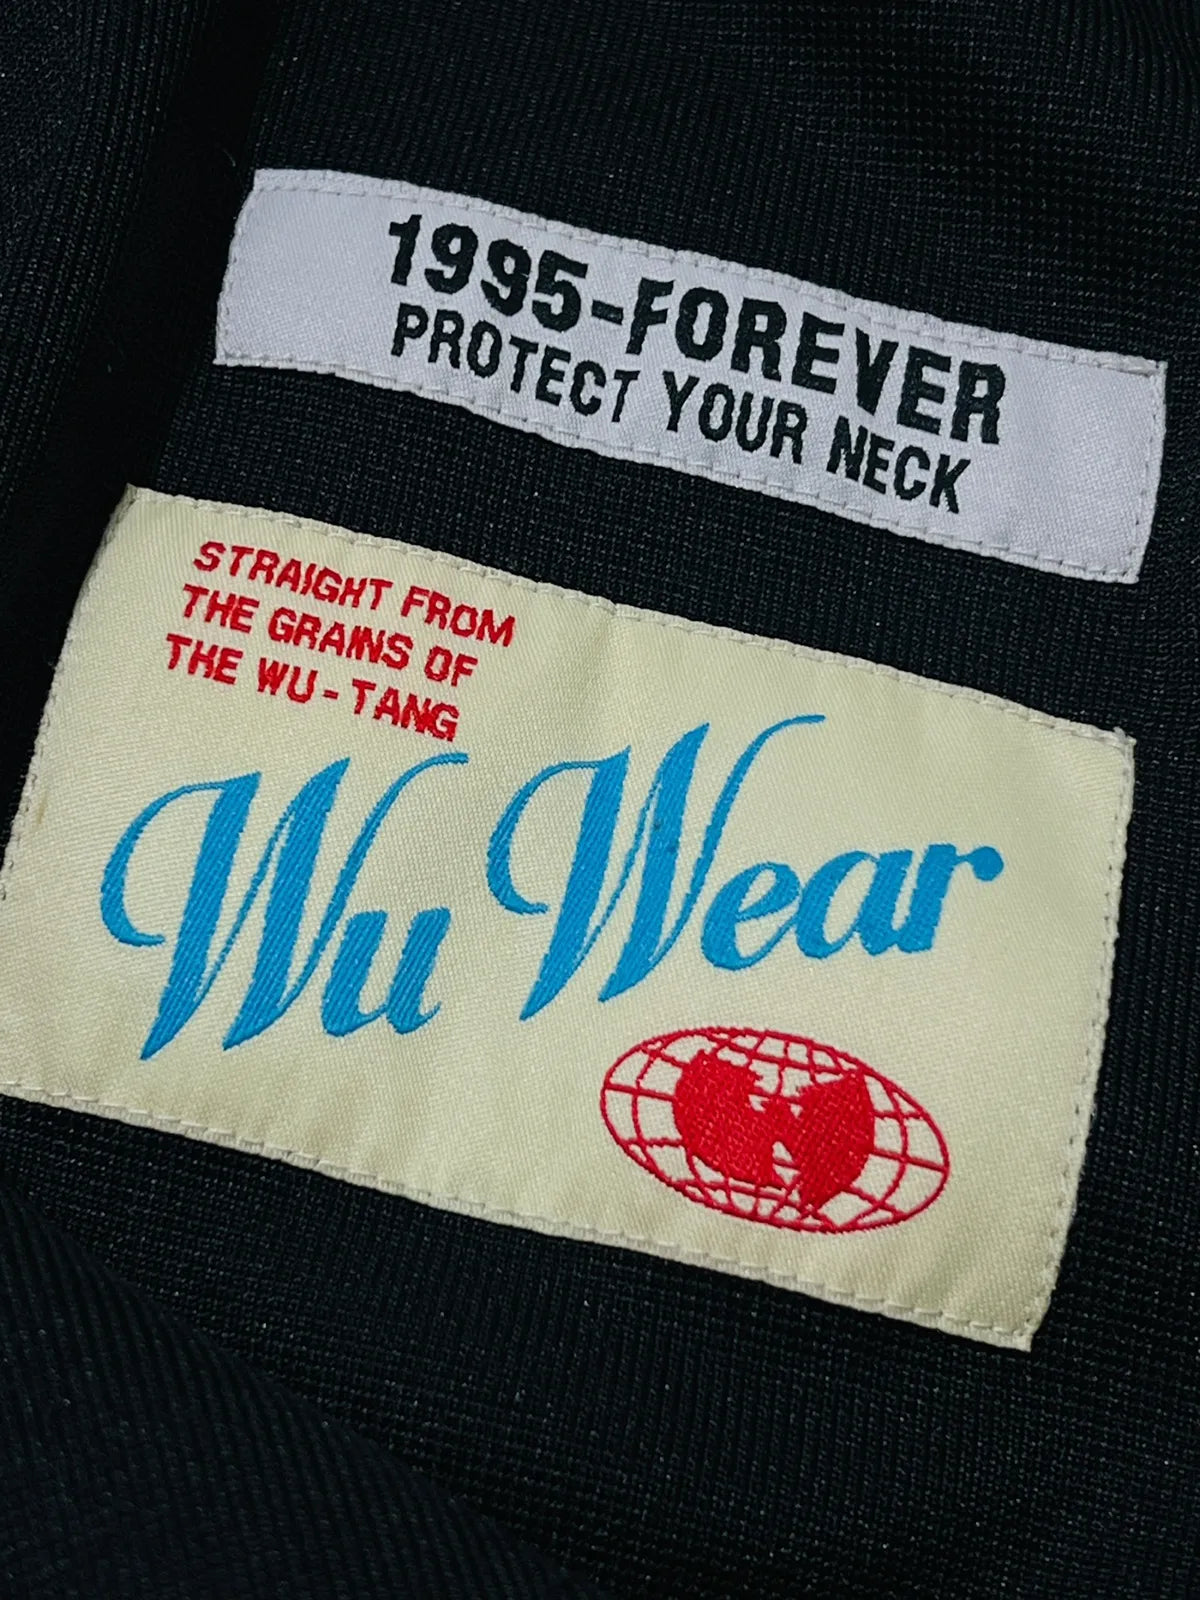 1995-FOREVER
PROTECT YOUR NECK
STRAIGHT FROM
THE GRAINS OF
THE WU-TANG
Wu Wear